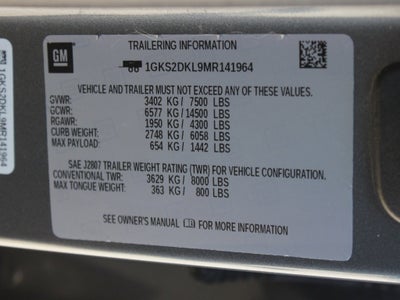 GM
TRAILERING INFORMATION
1GKS2DKL9MR141964
VEHICLE AND TRAILER MUST NOT EXCEED ANY OF THESE VALUES:
GVWR: 3402 KG / 7500 LBS
GCWR: 6577 KG / 14500 LBS
RGAWR: 1950 KG / 4300 LBS
CURB WEIGHT: 2748 KG / 6058 LBS
MAX PAYLOAD: 654 KG / 1442 LBS
SAE J2807 TRAILER WEIGHT RATING (TWR) FOR VEHICLE CONFIGURATION.
CONVENTIONAL TWR: 3629 KG / 8000 LBS
MAX TONGUE WEIGHT: 363 KG / 800 LBS
SEE OWNER'S MANUAL FOR MORE INFORMATION
1GKS2DKL9MR141964